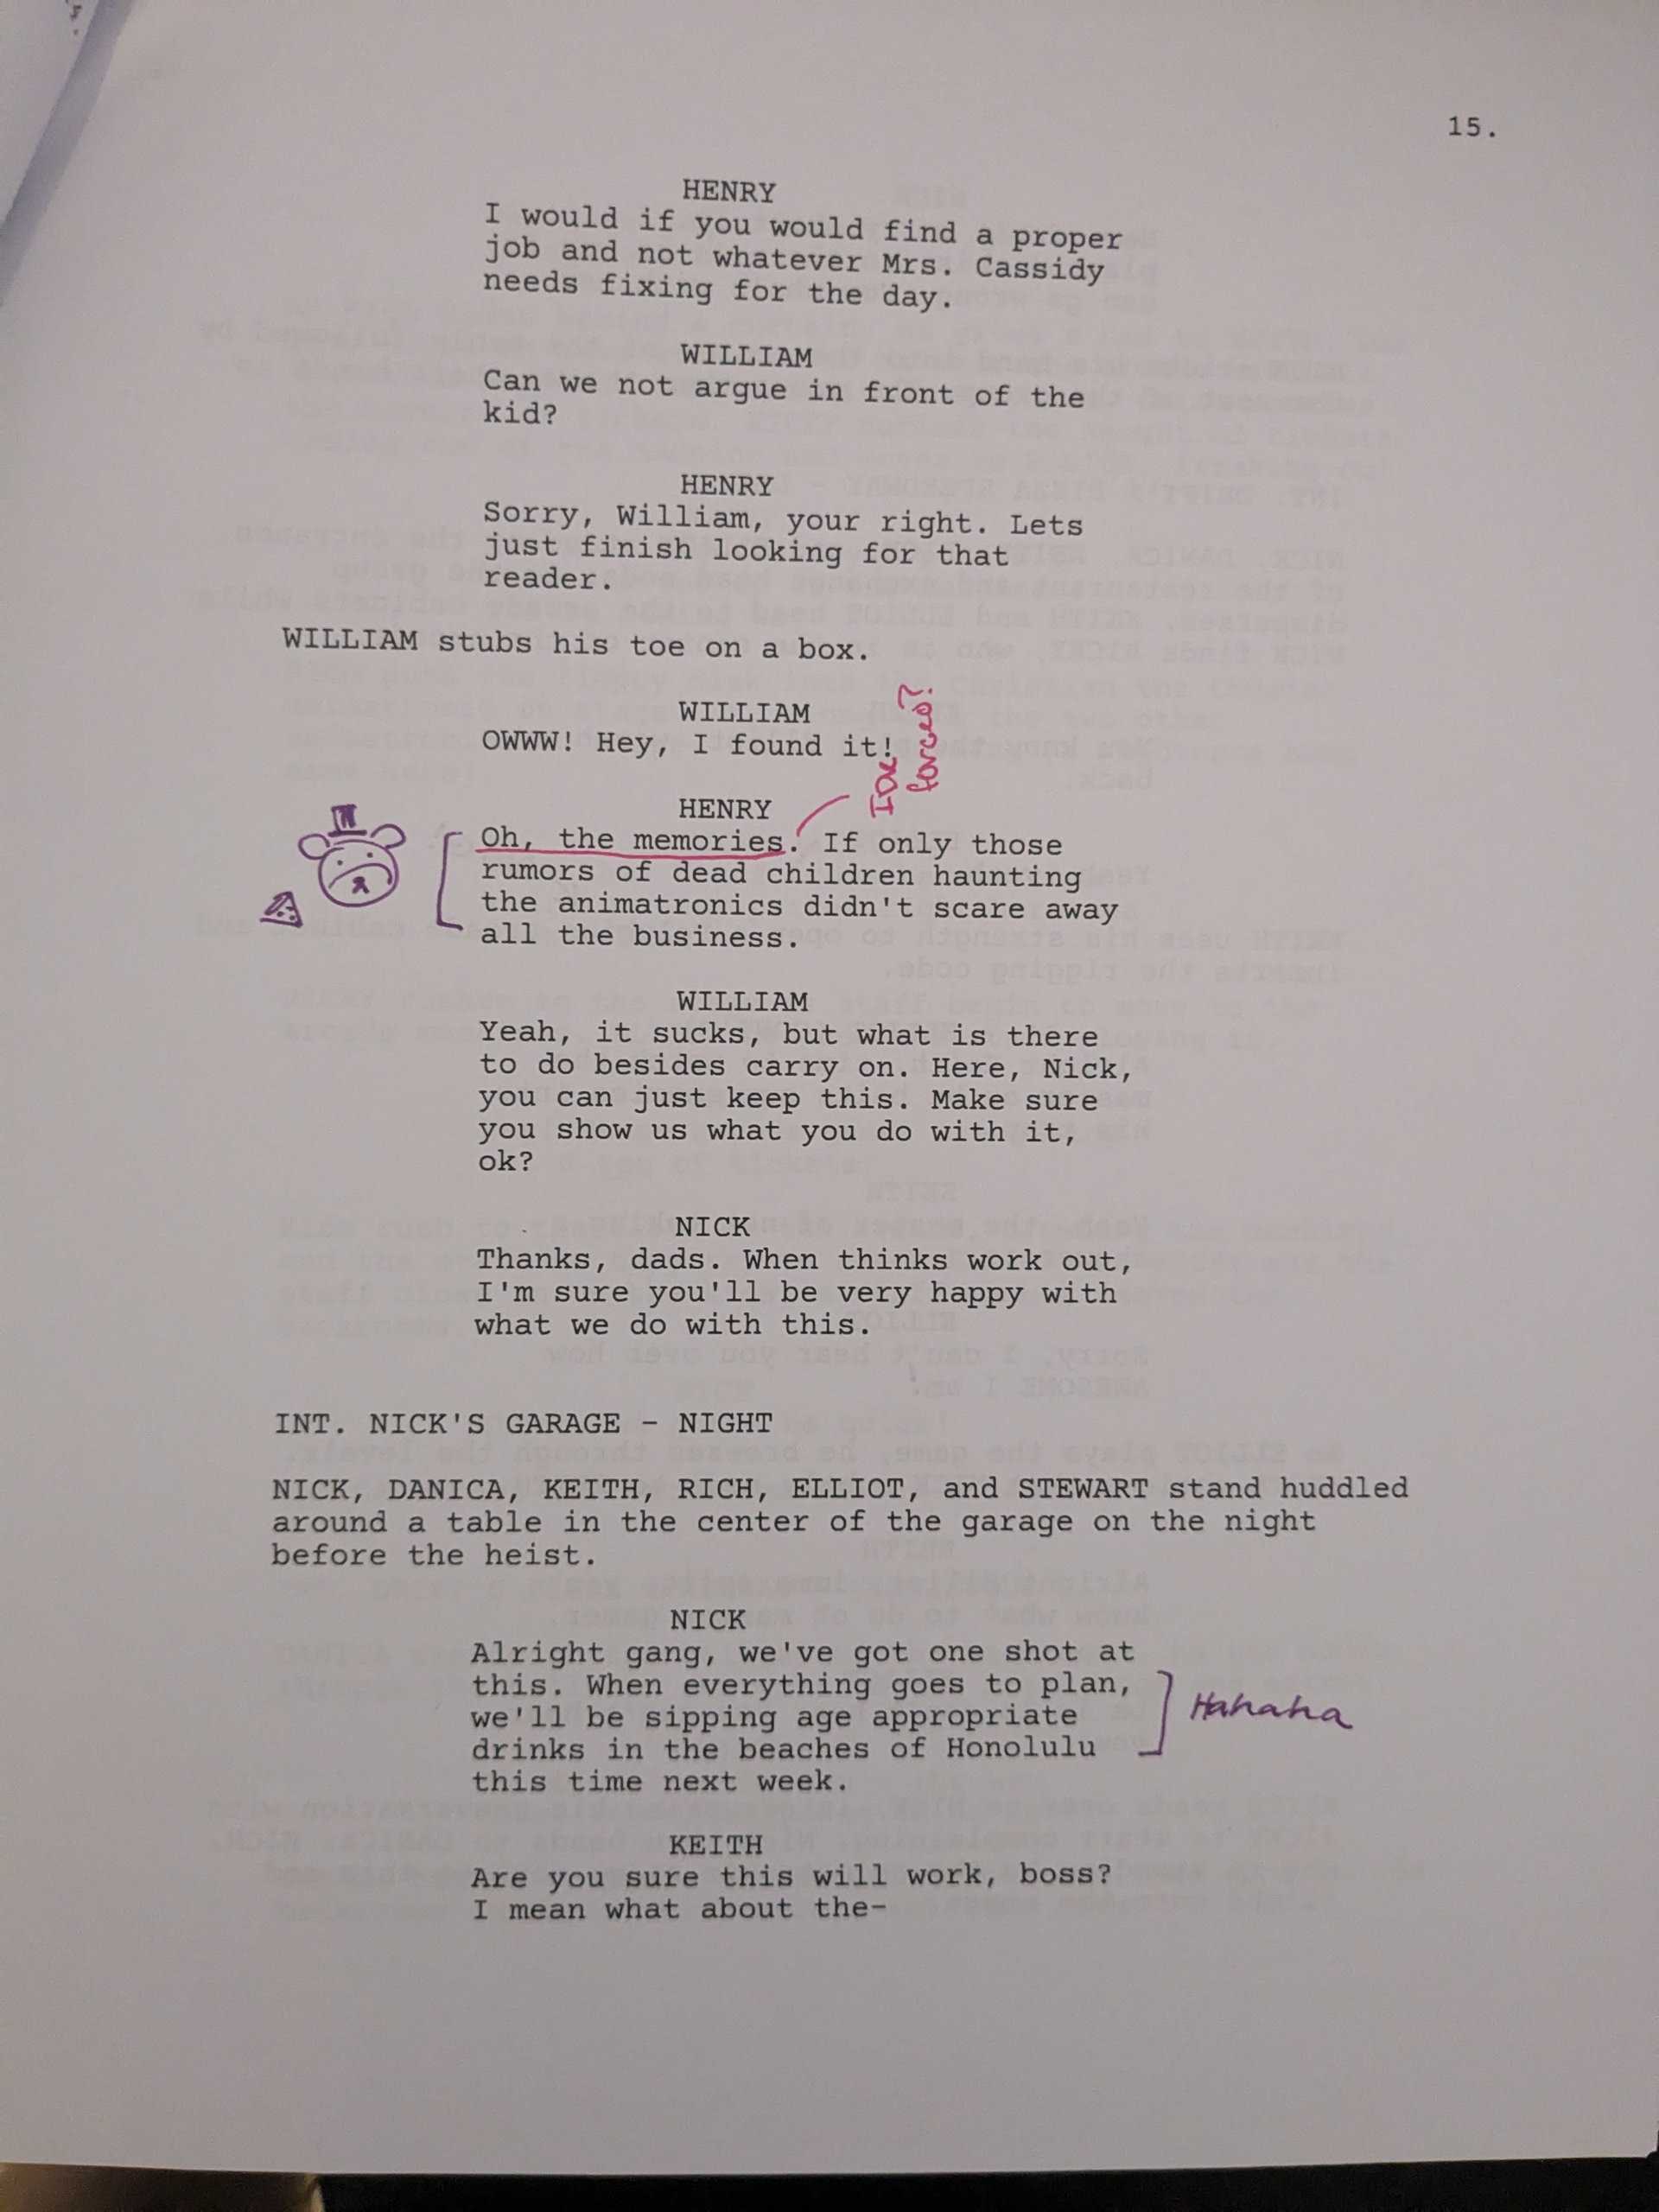 15.
HENRY
I would if you would find a proper
job and not whatever Mrs. Cassidy
needs fixing for the day.
WILLIAM
Can we not argue in front of the
kid?
HENRY
Sorry, William, your right. Lets
just finish looking for that
reader.
WILLIAM stubs his toe on a box.
WILLIAM
OWWW! Hey, I found it!
forced?
HENRY
Oh, the memories. If only those
rumors of dead children haunting
the animatronics didn't scare away
all the business.
WILLIAM
Yeah, it sucks, but what is there
to do besides carry on. Here, Nick,
you can just keep this. Make sure
you show us what you do with it,
ok?
NICK
Thanks, dads. When thinks work out,
I'm sure you'll be very happy with
what we do with this.
INT. NICK'S GARAGE - NIGHT
NICK, DANICA, KEITH, RICH, ELLIOT, and STEWART stand huddled
around a table in the center of the garage on the night
before the heist.
NICK
Alright gang, we've got one shot at
this. When everything goes to plan,
we'll be sipping age appropriate
drinks in the beaches of Honolulu
this time next week.
Hahaha
KEITH
Are you sure this will work, boss?
I mean what about the-